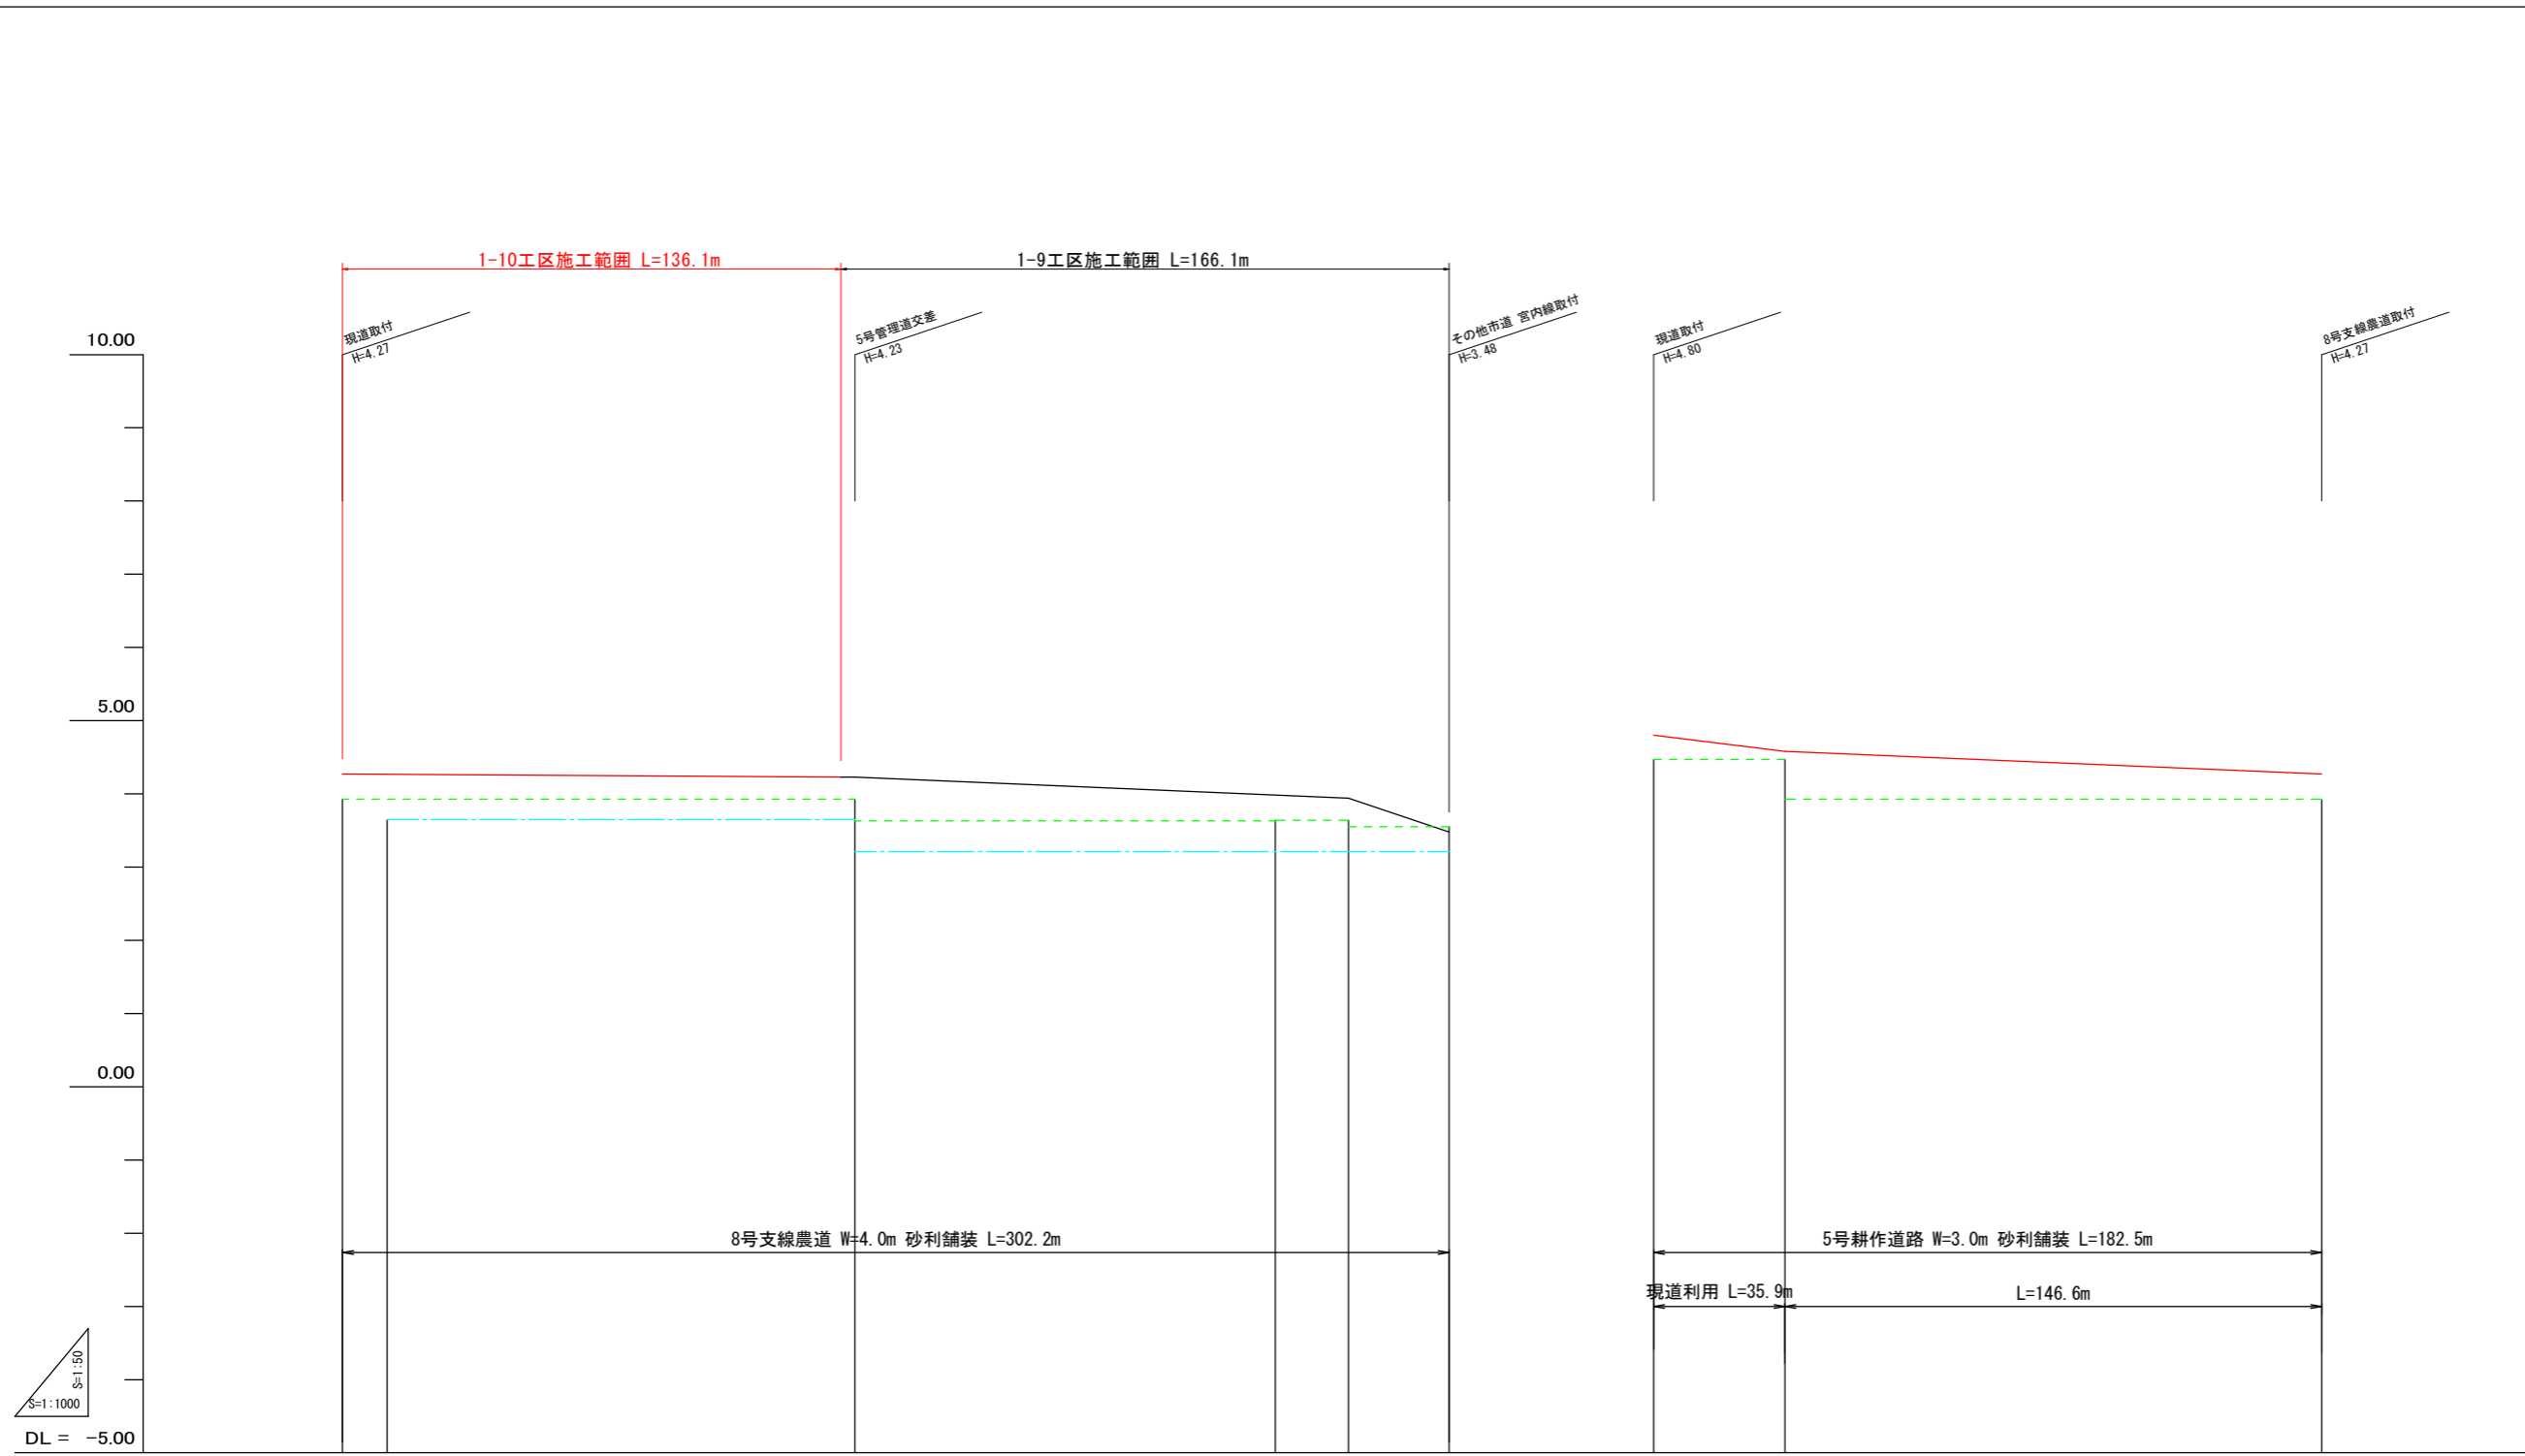 1-10工区施工範囲 L=136.1m
1-9工区施工範囲 L=166.1m
現道取付
H=4.27
5号管理道交差
H=4.23
その他市道 宮内線取付
H=3.48
現道取付
H=4.80
8号支線農道取付
H=4.27
10.00
5.00
0.00
8号支線農道 W=4.0m 砂利舗装 L=302.2m
5号耕作道路 W=3.0m 砂利舗装 L=182.5m
現道利用 L=35.9m
L=146.6m
S=1:50
S=1:1000
DL = -5.00